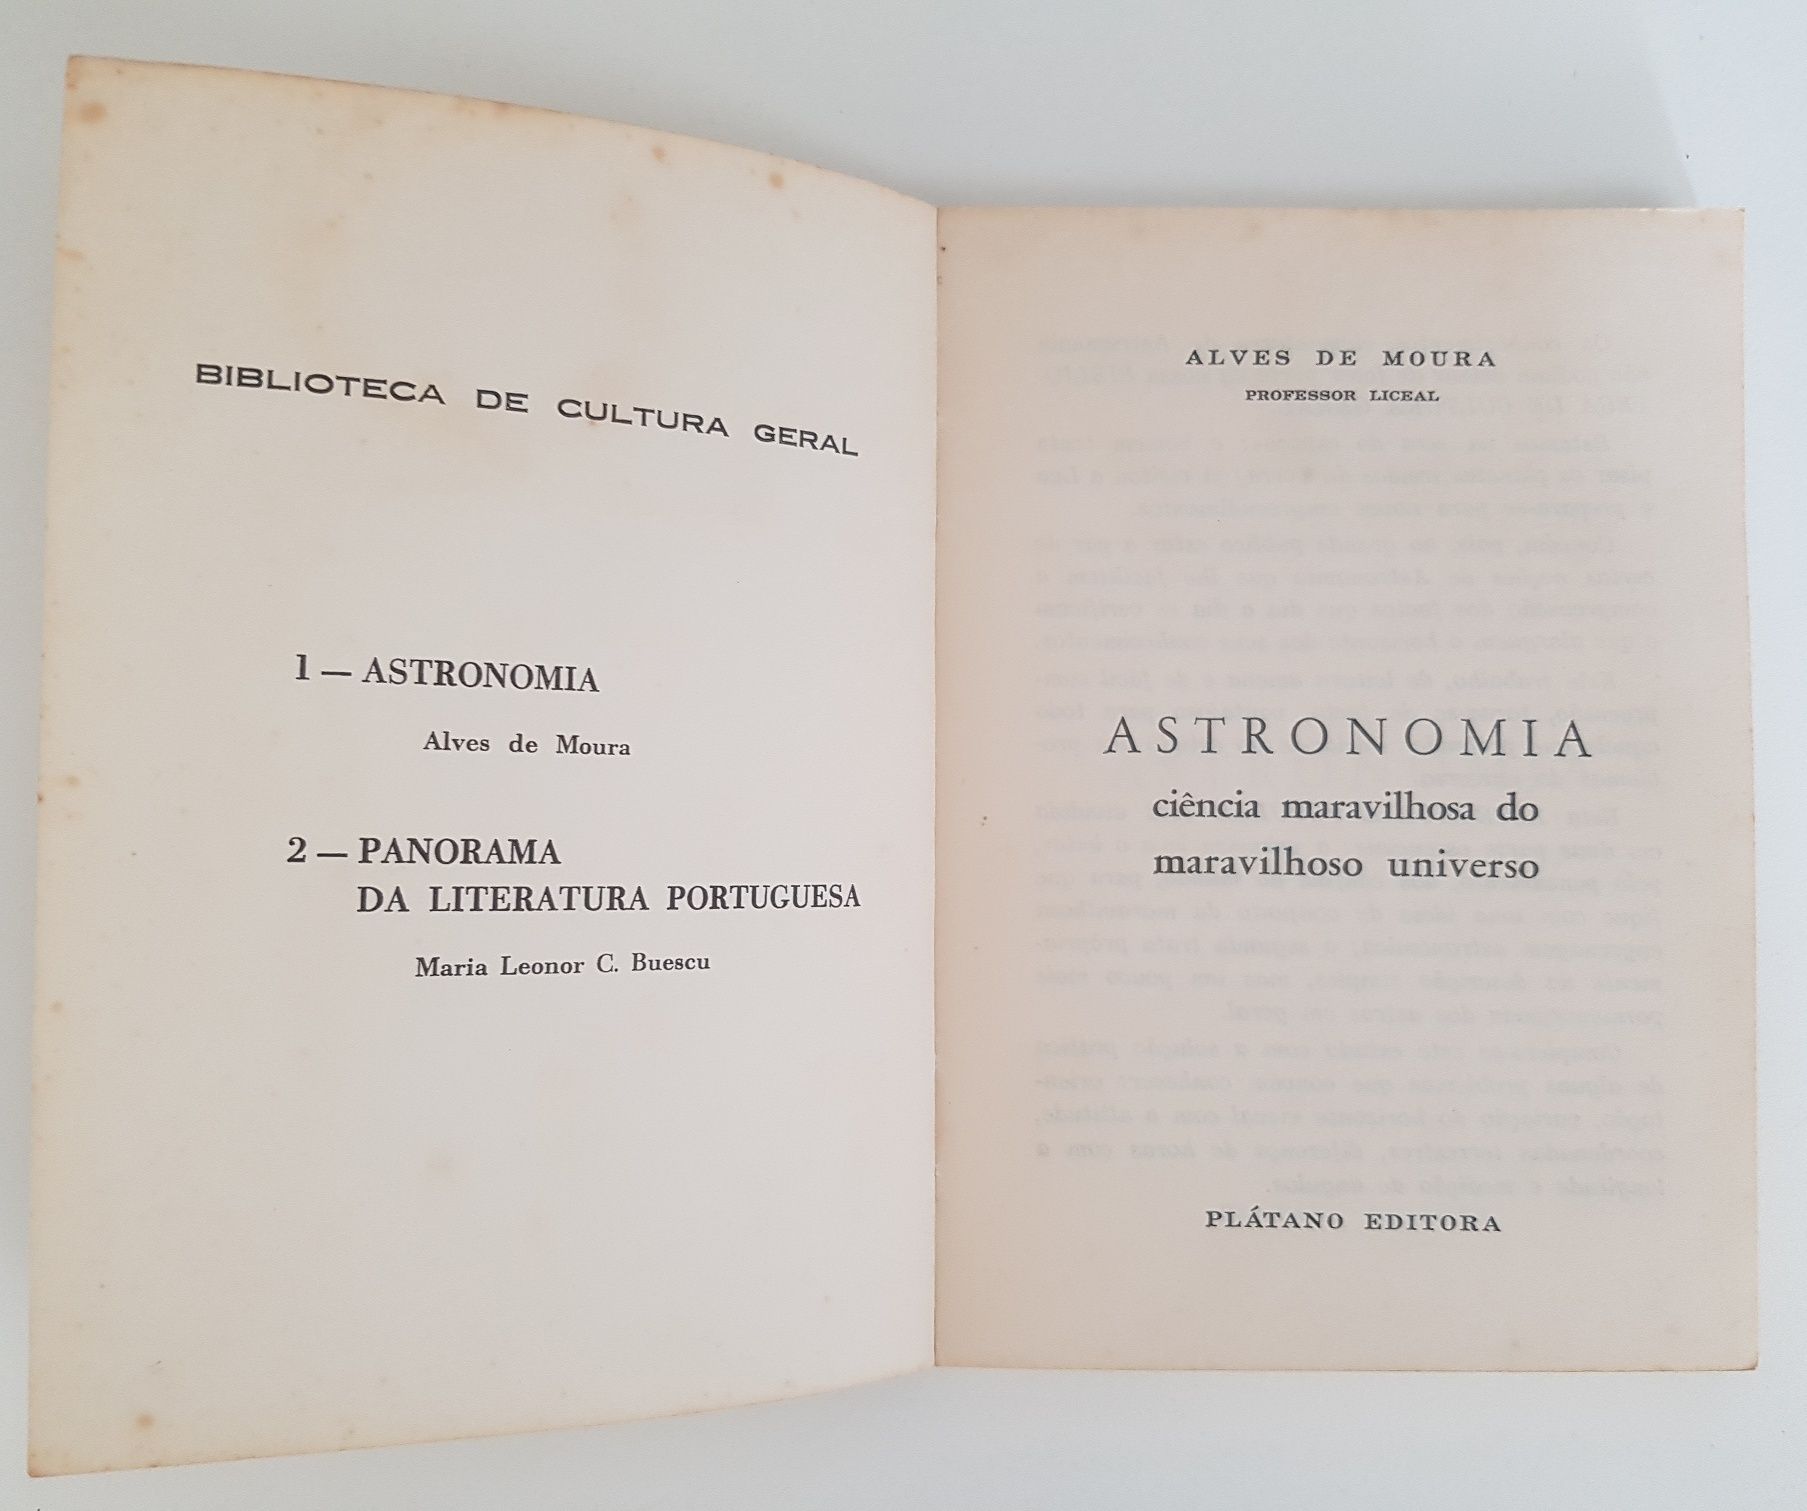 BIBLIOTECA DE CULTURA GERAL
1 — ASTRONOMIA
Alves de Moura
2 — PANORAMA
DA LITERATURA PORTUGUESA
Maria Leonor C. Buescu
ALVES DE MOURA
PROFESSOR LICEAL
ASTRONOMIA
ciência maravilhosa do
maravilhoso universo
PLÁTANO EDITORA